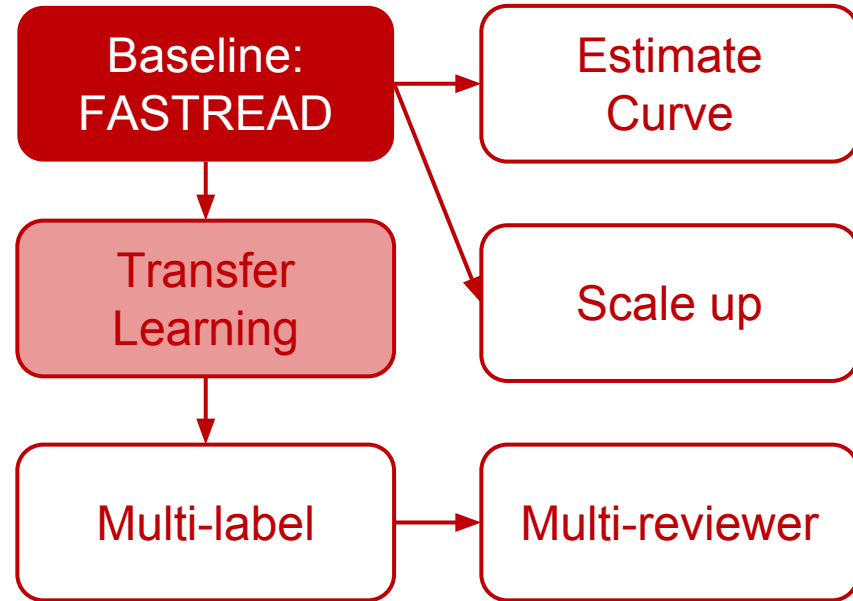 Baseline:
FASTREAD
Estimate
Curve
Transfer
Learning
Scale up
Multi-label
Multi-reviewer